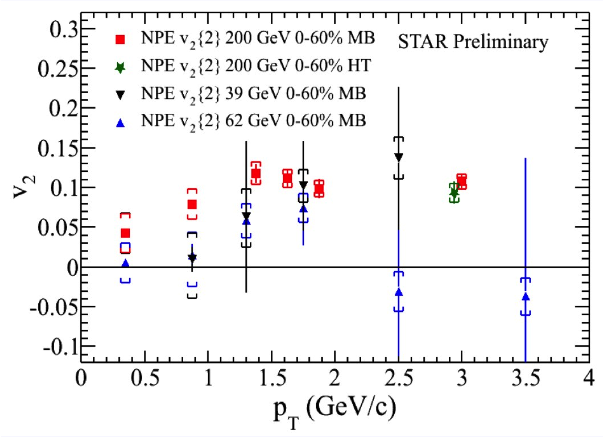 NPE v2{2} 200 GeV 0-60% MB
STAR Preliminary
NPE v2{2} 200 GeV 0-60% HT
NPE v2{2} 39 GeV 0-60% MB
NPE v2{2} 62 GeV 0-60% MB
0.3
0.25
0.2
0.15
0.1
0.05
0
-0.05
-0.1
v2
0 0.5 1 1.5 2 2.5 3 3.5 4
pT (GeV/c)